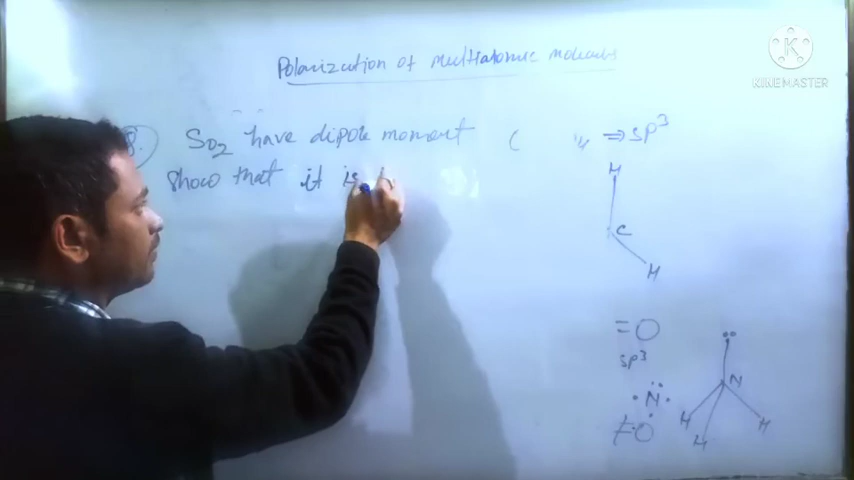 Polarization of multiatomic molecules
KINEMASTER
8.
SO2 have dipole moment (
show that it is
⇒ sp3
H
C
H
= O
sp3
N
≠ O
N
H
H
H